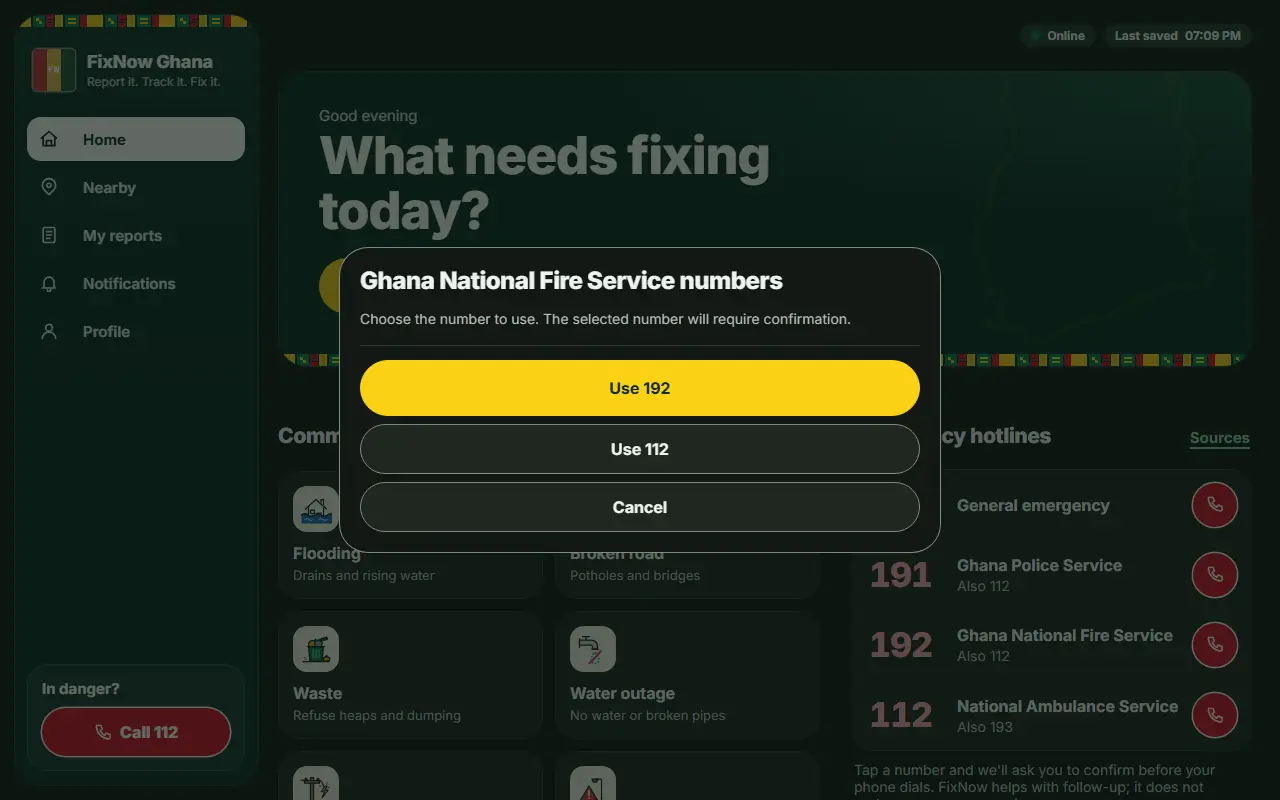 FixNow Ghana
Report it. Track it. Fix it.
Home
Nearby
My reports
Notifications
Profile
In danger?
Call 112
Online
Last saved 07:09 PM
Good evening
What needs fixing
today?
Ghana National Fire Service numbers
Choose the number to use. The selected number will require confirmation.
Use 192
Use 112
Cancel
Flooding
Drains and rising water
Broken road
Potholes and bridges
Waste
Refuse heaps and dumping
Water outage
No water or broken pipes
hotlines
Sources
General emergency
191
Ghana Police Service
Also 112
192
Ghana National Fire Service
Also 112
112
National Ambulance Service
Also 193
Tap a number and we'll ask you to confirm before your
phone dials. FixNow helps with follow-up; it does not